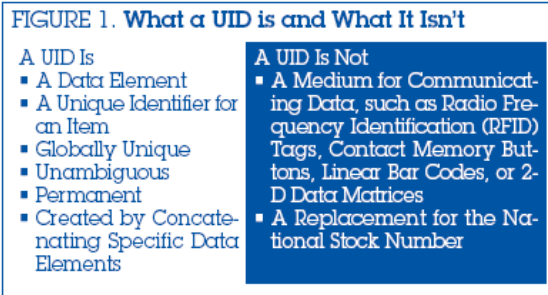 FIGURE 1. What a UID is and What It Isn't
A UID Is
▪ A Data Element
▪ A Unique Identifier for
an Item
▪ Globally Unique
▪ Unambiguous
▪ Permanent
▪ Created by Concate-
nating Specific Data
Elements
A UID Is Not
▪ A Medium for Communicat-
ing Data, such as Radio Fre-
quency Identification (RFID)
Tags, Contact Memory But-
tons, Linear Bar Codes, or 2-
D Data Matrices
▪ A Replacement for the Na-
tional Stock Number